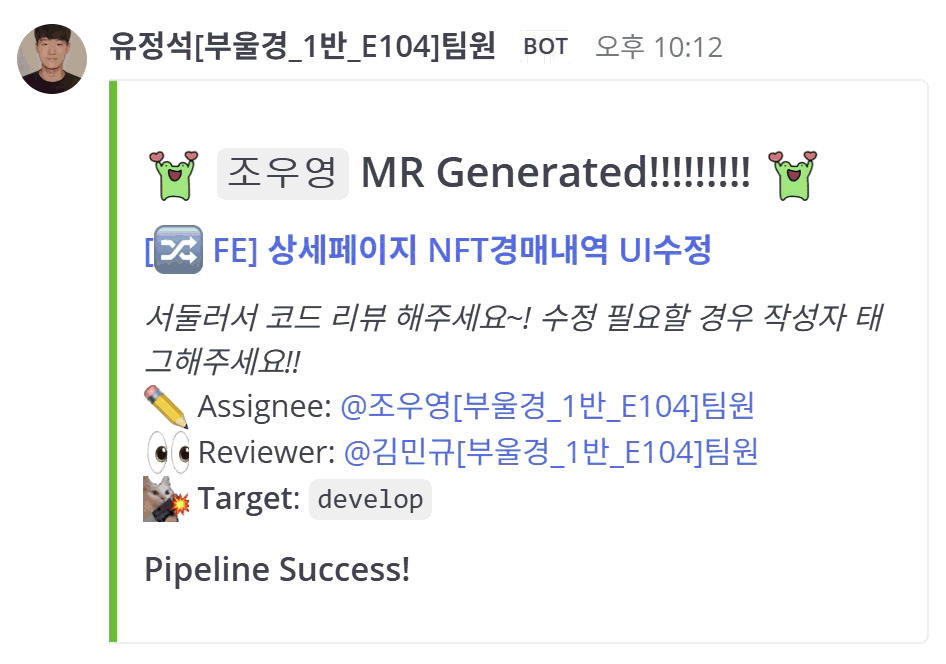 유정석[부울경_1반_E104]팀원 BOT 오후 10:12
조우영 MR Generated!!!!!!!!!
[🔀 FE] 상세페이지 NFT경매내역 UI수정
서둘러서 코드 리뷰 해주세요~! 수정 필요할 경우 작성자 태
그해주세요!!
Assignee: @조우영[부울경_1반_E104]팀원
Reviewer: @김민규[부울경_1반_E104]팀원
Target: develop
Pipeline Success!